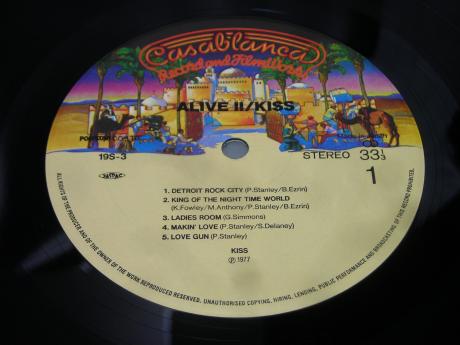 Casablanca
Record and FilmWorks
ALIVE II/KISS
19S-3
STEREO 33⅓
1
1. DETROIT ROCK CITY (P.Stanley/B.Ezrin)
2. KING OF THE NIGHT TIME WORLD
(K.Fowley/M.Anthony/P.Stanley/B.Ezrin)
3. LADIES ROOM (G.Simmons)
4. MAKIN' LOVE (P.Stanley/S.Delaney)
5. LOVE GUN (P.Stanley)
KISS
℗ 1977
ALL RIGHTS OF THE PRODUCER AND OF THE OWNER OF THE WORK REPRODUCED RESERVED. UNAUTHORISED COPYING, HIRING, LENDING, PUBLIC PERFORMANCE AND BROADCASTING OF THIS RECORD PROHIBITED.